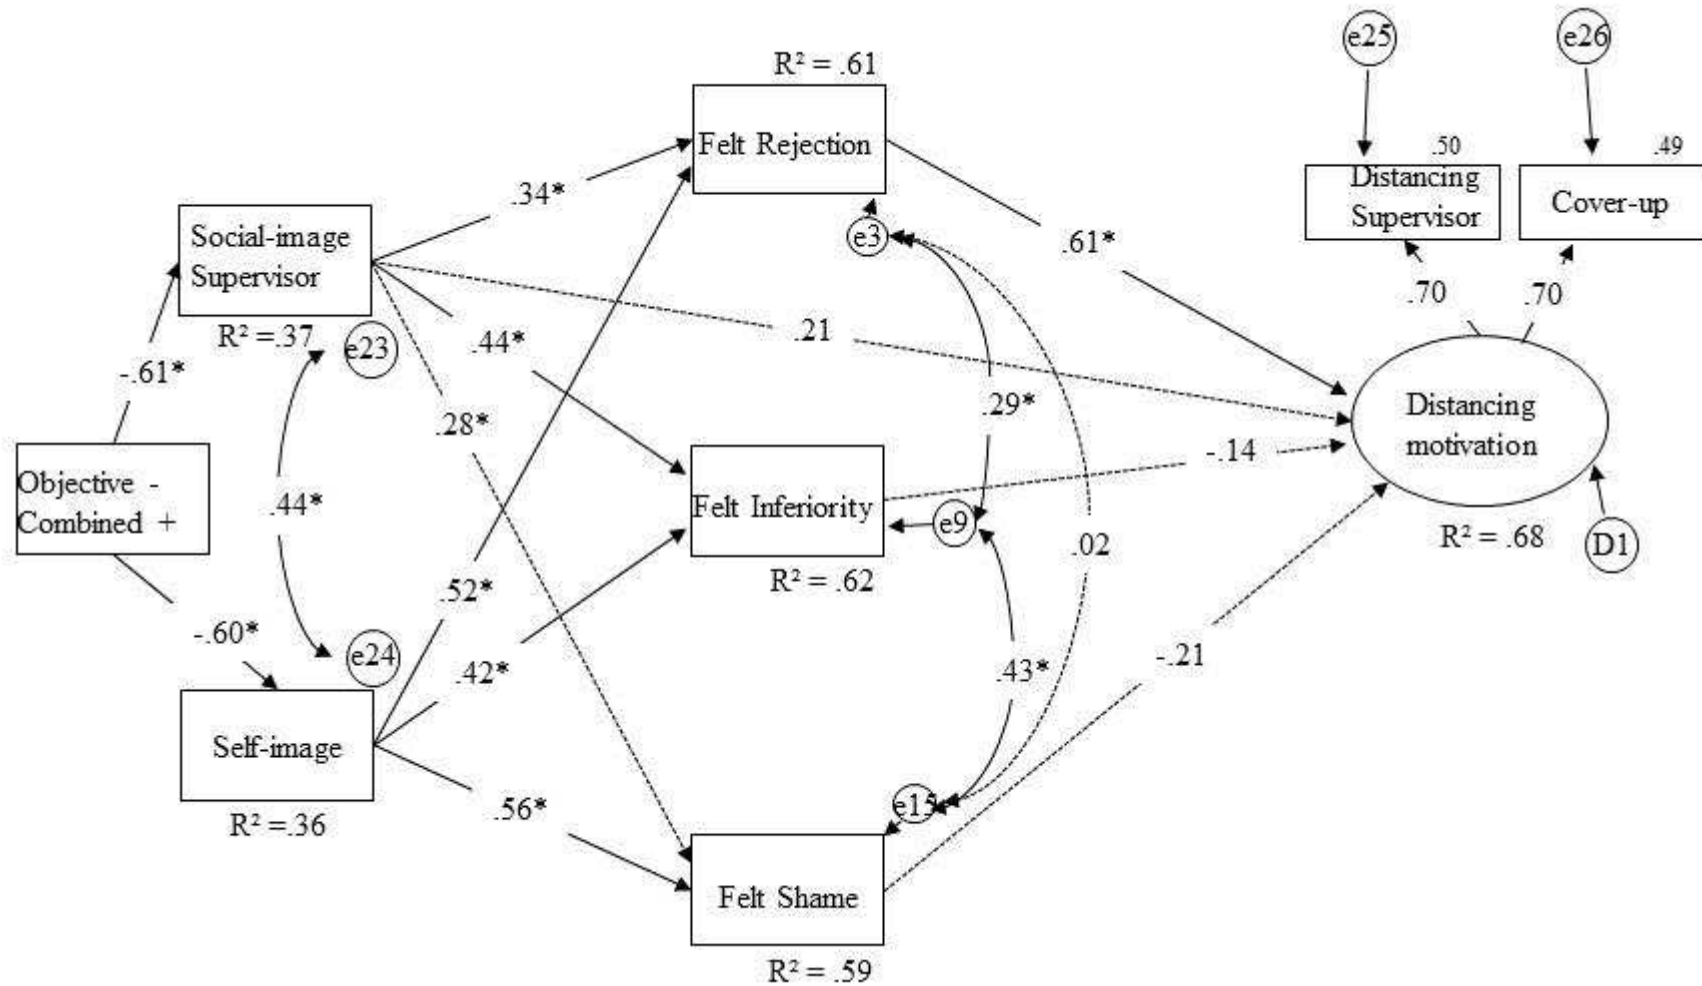 e25
e26
R² = .61
Felt Rejection
.50
.49
Distancing
Supervisor
Cover-up
.34*
e3
.61*
Social-image
Supervisor
R² =.37
e23
.44*
.21
.70
.70
-.61*
.28*
.29*
Distancing
motivation
Objective -
Combined +
.44*
Felt Inferiority
e9
-.14
R² = .62
.02
R² = .68
D1
.52*
-.60*
e24
.42*
.43*
-.21
Self-image
R² =.36
.56*
e15
Felt Shame
R² = .59